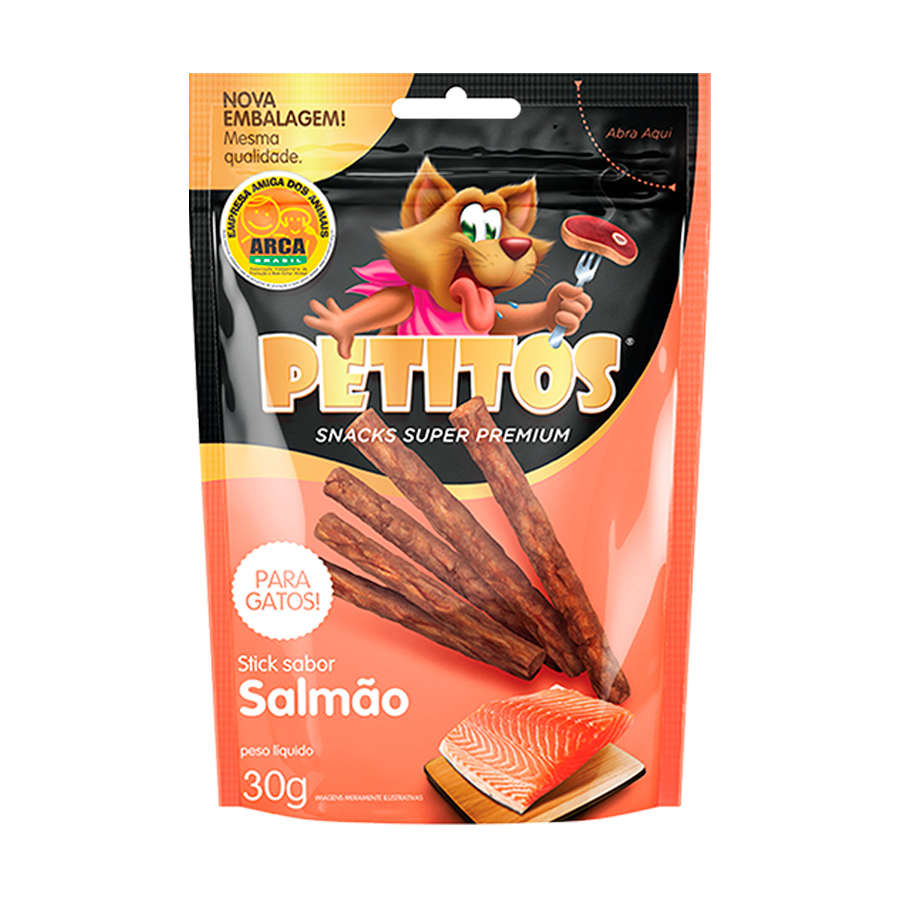 NOVA
EMBALAGEM!
Mesma
qualidade.
Abra Aqui
EMPRESA AMIGA DOS ANIMAIS
ARCA
BRASIL
PETITOS®
SNACKS SUPER PREMIUM
PARA
GATOS!
Stick sabor
Salmão
peso líquido
30g
IMAGENS MERAMENTE ILUSTRATIVAS